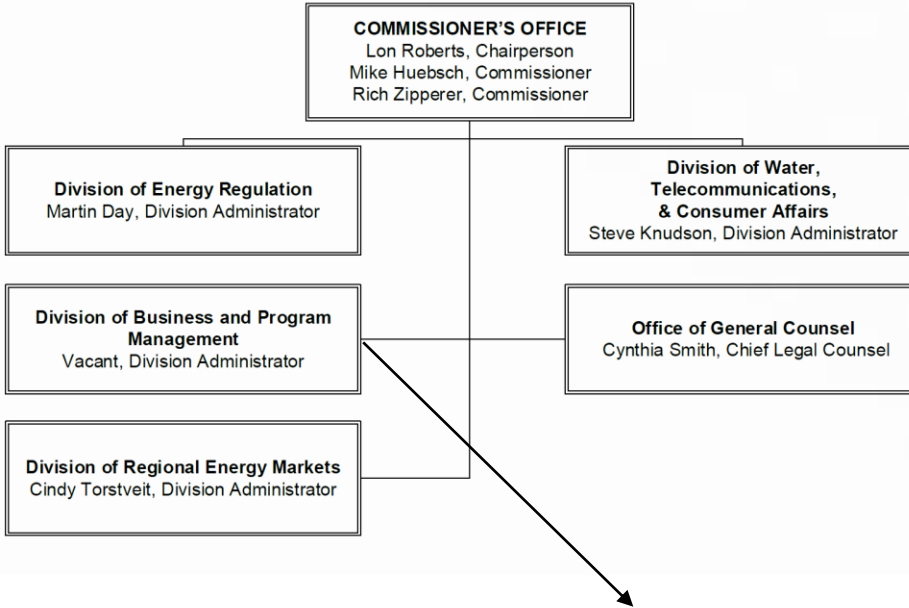 COMMISSIONER'S OFFICE
Lon Roberts, Chairperson
Mike Huebsch, Commissioner
Rich Zipperer, Commissioner
Division of Energy Regulation
Martin Day, Division Administrator
Division of Water,
Telecommunications,
& Consumer Affairs
Steve Knudson, Division Administrator
Division of Business and Program
Management
Vacant, Division Administrator
Office of General Counsel
Cynthia Smith, Chief Legal Counsel
Division of Regional Energy Markets
Cindy Torstveit, Division Administrator